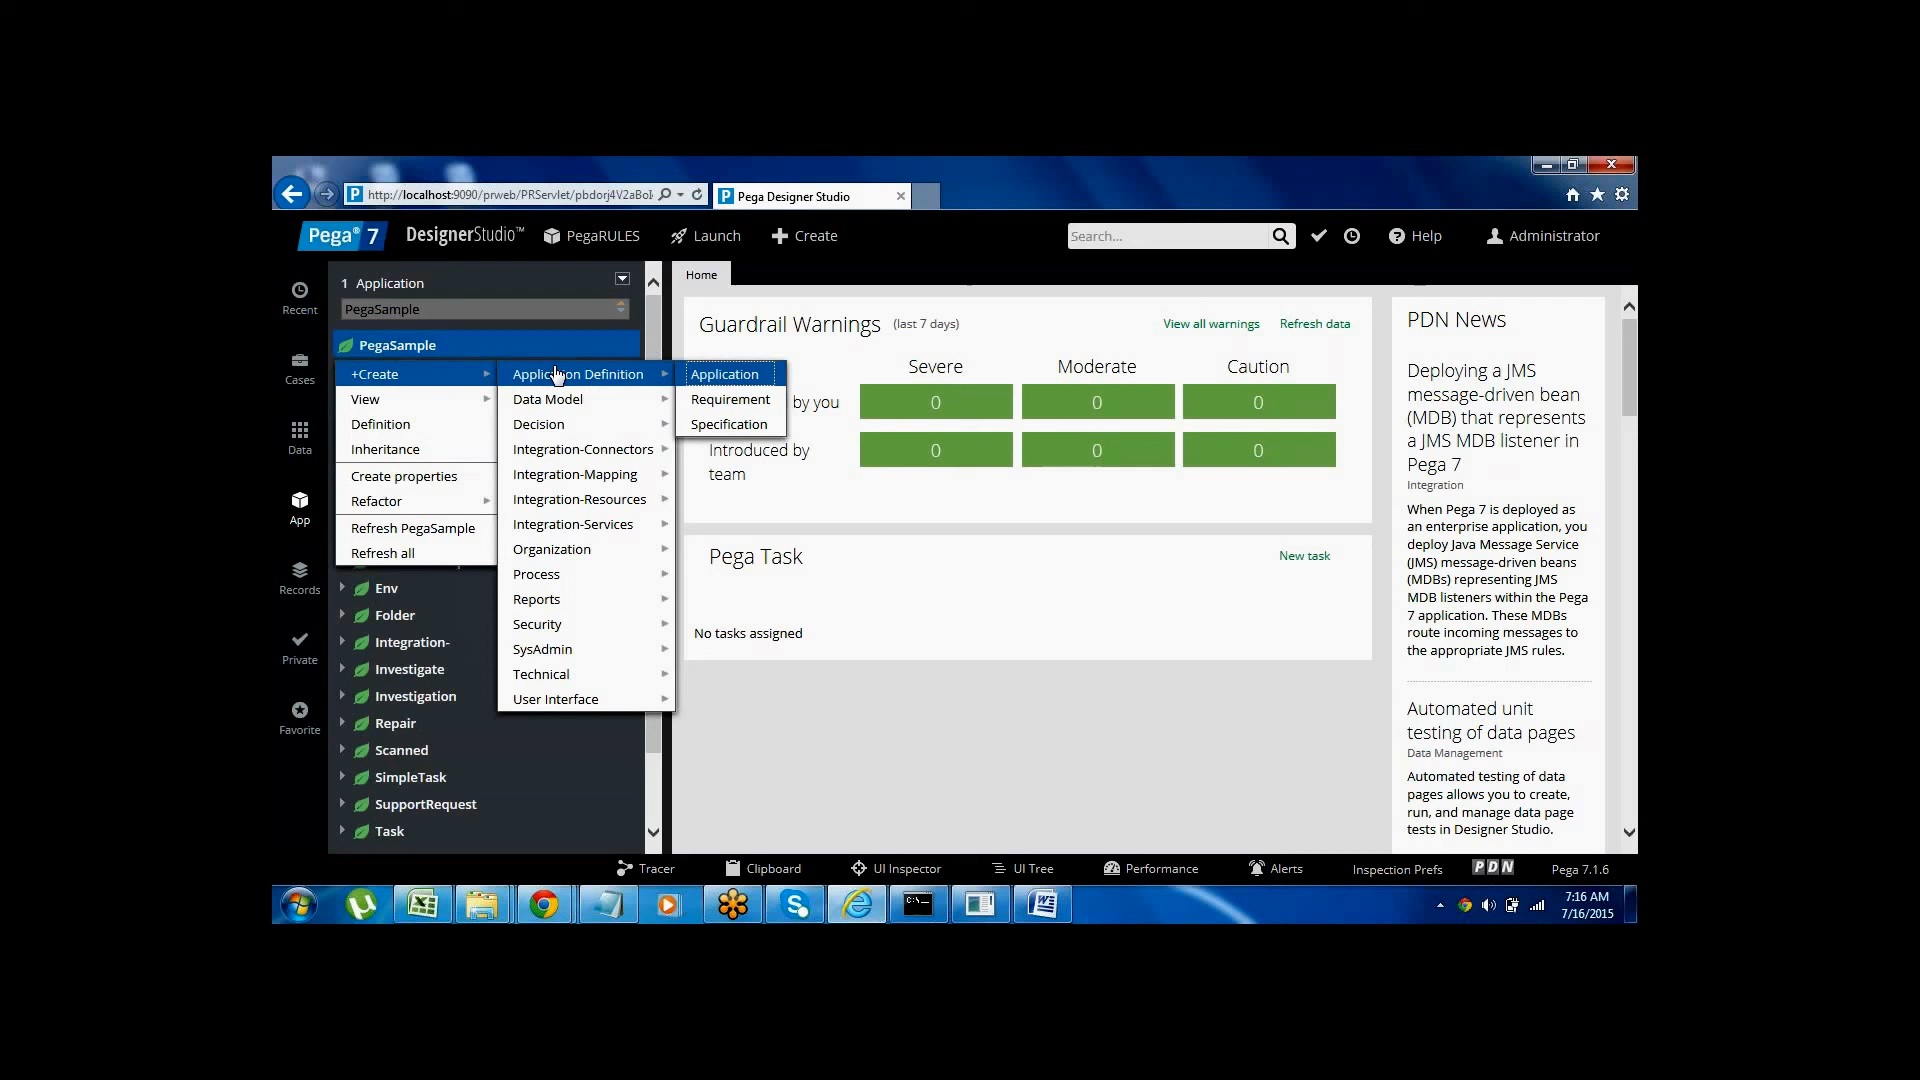 http://localhost:9090/prweb/PRServlet/pbdorj4V2aBoI
Pega Designer Studio
Pega® 7
DesignerStudio™
PegaRULES
Launch
Create
Search...
Help
Administrator
Recent
Cases
Data
App
Records
Private
Favorite
1 Application
PegaSample
PegaSample
+Create
View
Definition
Inheritance
Create properties
Refactor
Refresh PegaSample
Refresh all
Env
Folder
Integration-
Investigate
Investigation
Repair
Scanned
SimpleTask
SupportRequest
Task
Application Definition
Data Model
Decision
Integration-Connectors
Integration-Mapping
Integration-Resources
Integration-Services
Organization
Process
Reports
Security
SysAdmin
Technical
User Interface
Application
Requirement
Specification
Home
Guardrail Warnings (last 7 days)
View all warnings Refresh data
Severe Moderate Caution
by you 0 0 0
Introduced by 0 0 0
team
Pega Task
New task
No tasks assigned
PDN News
Deploying a JMS
message-driven bean
(MDB) that represents
a JMS MDB listener in
Pega 7
Integration
When Pega 7 is deployed as
an enterprise application, you
deploy Java Message Service
(JMS) message-driven beans
(MDBs) representing JMS
MDB listeners within the Pega
7 application. These MDBs
route incoming messages to
the appropriate JMS rules.
Automated unit
testing of data pages
Data Management
Automated testing of data
pages allows you to create,
run, and manage data page
tests in Designer Studio.
Tracer
Clipboard
UI Inspector
UI Tree
Performance
Alerts
Inspection Prefs
PDN
Pega 7.1.6
7:16 AM
7/16/2015